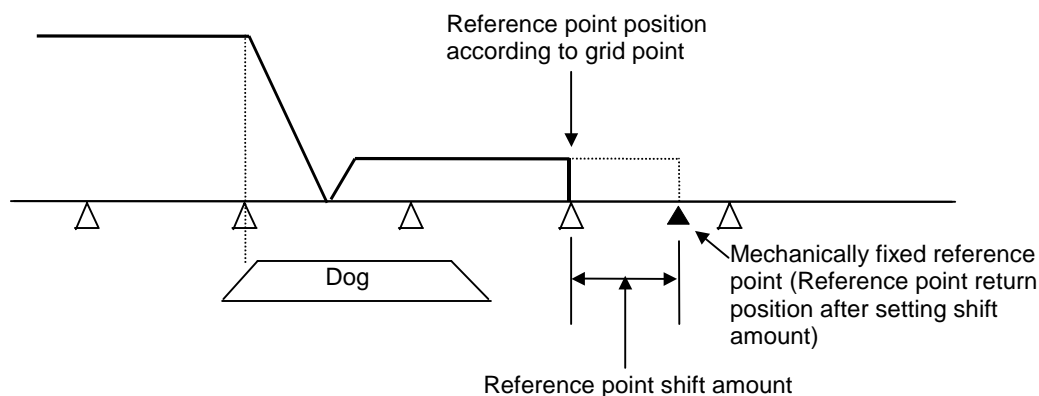 Reference point position
according to grid point
Dog
Mechanically fixed reference
point (Reference point return
position after setting shift
amount)
Reference point shift amount